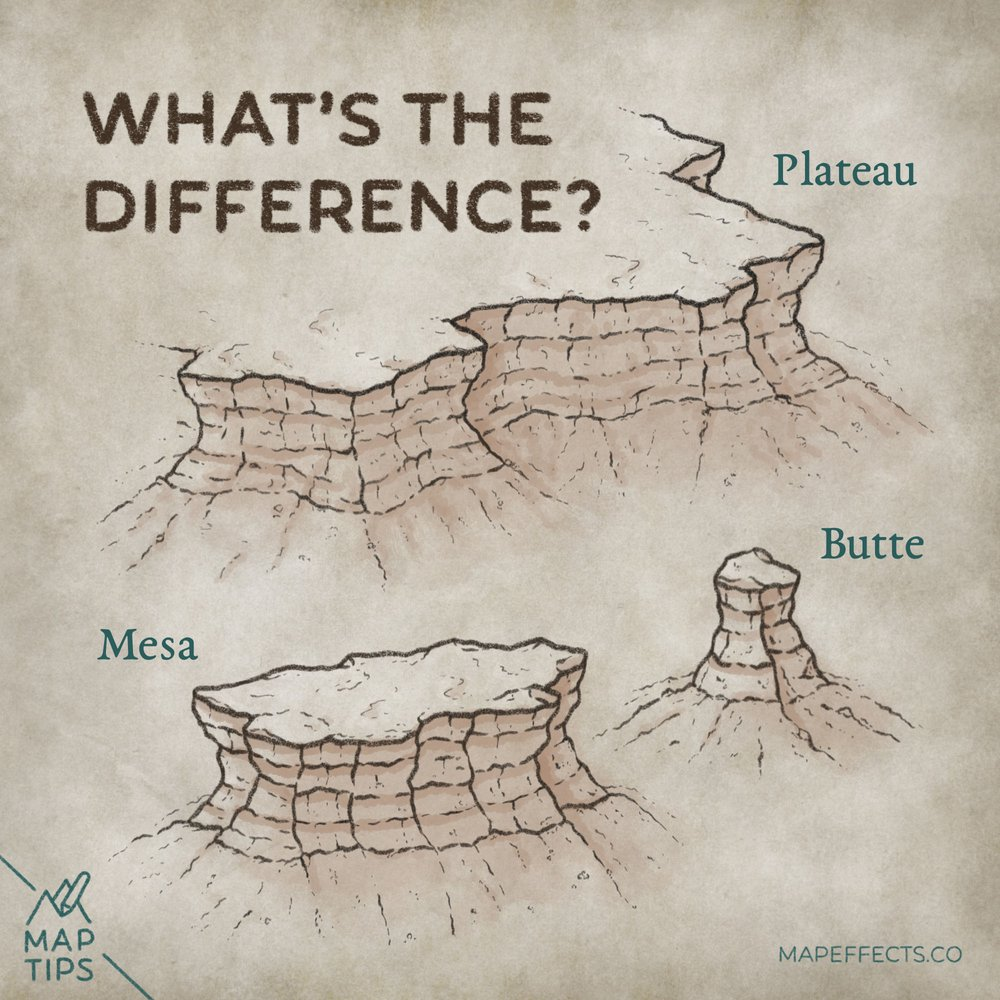 WHAT'S THE
DIFFERENCE?
Plateau
Butte
Mesa
MAP
TIPS
MAPEFFECTS.CO